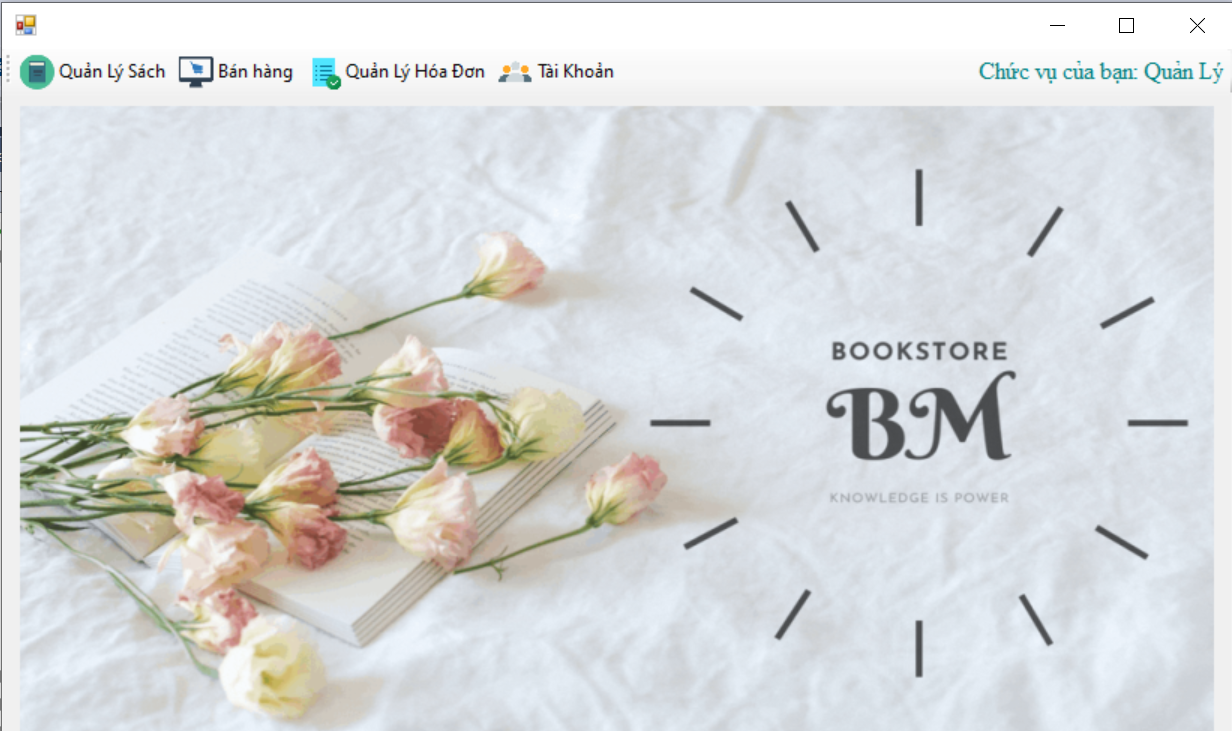 Quản Lý Sách Bán hàng Quản Lý Hóa Đơn Tài Khoản Chức vụ của bạn: Quản Lý
BOOKSTORE
BM
KNOWLEDGE IS POWER